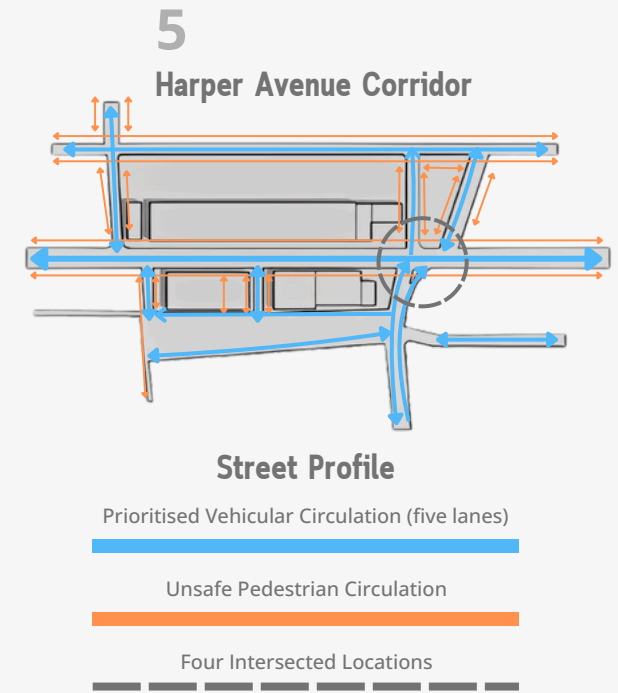 5
Harper Avenue Corridor
Street Profile
Prioritised Vehicular Circulation (five lanes)
Unsafe Pedestrian Circulation
Four Intersected Locations